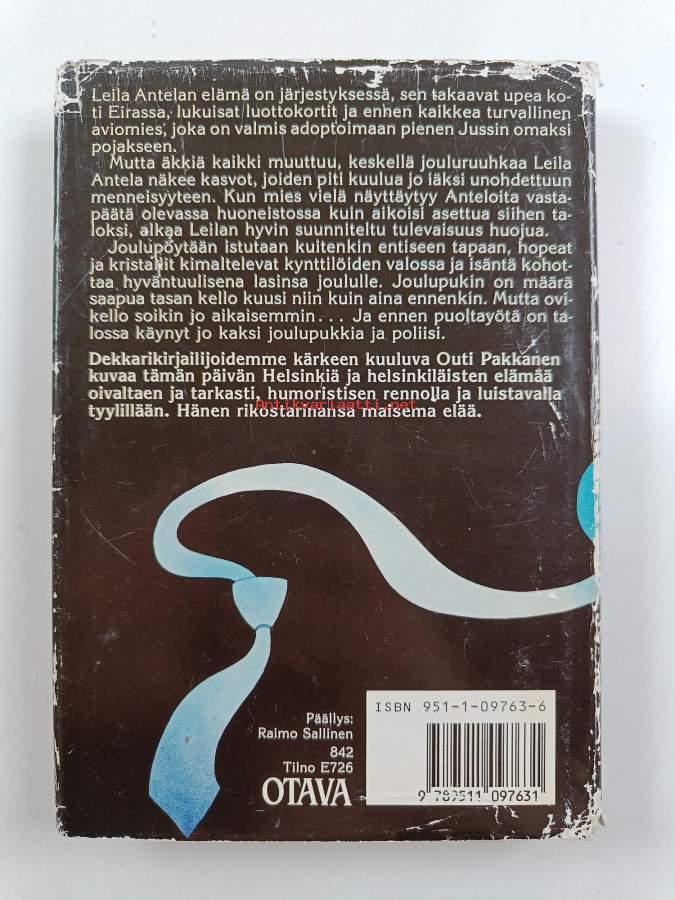 Leila Antelan elämä on järjestyksessä, sen takaavat upea ko-
ti Eirassa, lukuisat luottokortit ja ennen kaikkea turvallinen
aviomies, joka on valmis adoptoimaan pienen Jussin omaksi
pojakseen.
Mutta äkkiä kaikki muuttuu, keskellä jouluruuhkaa Leila
Antela näkee kasvot, joiden piti kuulua jo iäksi unohdettuun
menneisyyteen. Kun mies vielä näyttäytyy Anteloita vasta-
päätä olevassa huoneistossa kuin aikoisi asettua siihen ta-
loksi, alkaa Leilan hyvin suunniteltu tulevaisuus huojua.
Joulupöytään istutaan kuitenkin entiseen tapaan, hopeat
ja kristallit kimaltelevat kynttilöiden valossa ja isäntä kohot-
taa hyväntuulisena lasinsa joululle. Joulupukin on määrä
saapua tasan kello kuusi niin kuin aina ennenkin. Mutta ovi-
kello soikin jo aikaisemmin... Ja ennen puoltayötä on ta-
lossa käynyt jo kaksi joulupukkia ja poliisi.
Dekkarikirjailijoidemme kärkeen kuuluva Outi Pakkanen
kuvaa tämän päivän Helsinkiä ja helsinkiläisten elämää
oivaltaen ja tarkasti, humoristisen rennolla ja luistavalla
Antikvariaatti.net
tyylillään. Hänen rikostarinansa maisema elää.
ISBN 951-1-09763-6
Päällys:
Raimo Sallinen
842
Tilno E726
OTAVA
9 789511 097631